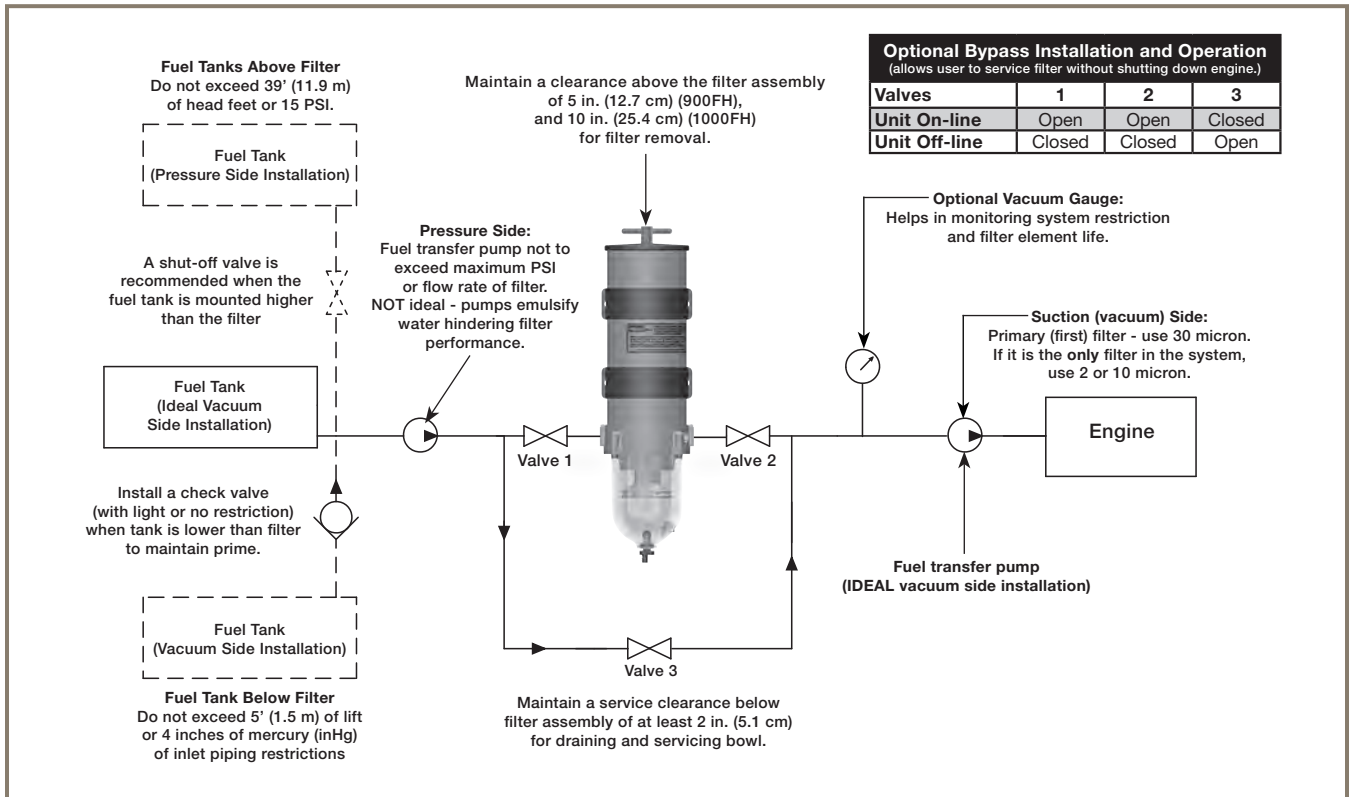 Fuel Tanks Above Filter
Do not exceed 39' (11.9 m)
of head feet or 15 PSI.
Fuel Tank
(Pressure Side Installation)
A shut-off valve is
recommended when the
fuel tank is mounted higher
than the filter
Fuel Tank
(Ideal Vacuum
Side Installation)
Install a check valve
(with light or no restriction)
when tank is lower than filter
to maintain prime.
Fuel Tank
(Vacuum Side Installation)
Fuel Tank Below Filter
Do not exceed 5' (1.5 m) of lift
or 4 inches of mercury (inHg)
of inlet piping restrictions
Maintain a clearance above the filter assembly
of 5 in. (12.7 cm) (900FH),
and 10 in. (25.4 cm) (1000FH)
for filter removal.
Pressure Side:
Fuel transfer pump not to
exceed maximum PSI
or flow rate of filter.
NOT ideal - pumps emulsify
water hindering filter
performance.
Valve 1
Valve 2
Valve 3
Maintain a service clearance below
filter assembly of at least 2 in. (5.1 cm)
for draining and servicing bowl.
Optional Bypass Installation and Operation
(allows user to service filter without shutting down engine.)
Valves 1 2 3
Unit On-line Open Open Closed
Unit Off-line Closed Closed Open
Optional Vacuum Gauge:
Helps in monitoring system restriction
and filter element life.
Suction (vacuum) Side:
Primary (first) filter - use 30 micron.
If it is the only filter in the system,
use 2 or 10 micron.
Engine
Fuel transfer pump
(IDEAL vacuum side installation)